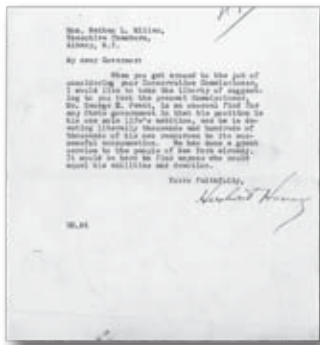 Hon. Nathan L. Miller,
Executive Chambers,
Albany, N.Y.
My dear Governor:
When you get around to the job of
considering your Conservation Commissioner,
I would like to take the liberty of suggest-
ing to you that the present Commissioner,
Mr. George D. Pratt, is an unusual find for
any State government in that his position is
his one sole life's ambition, and he is de-
voting literally thousands and hundreds of
thousands of his own resources to its suc-
cessful consummation. He has done a great
service to the people of New York already.
It would be hard to find anyone who could
equal his abilities and devotion.
Yours faithfully,
Herbert Hoover